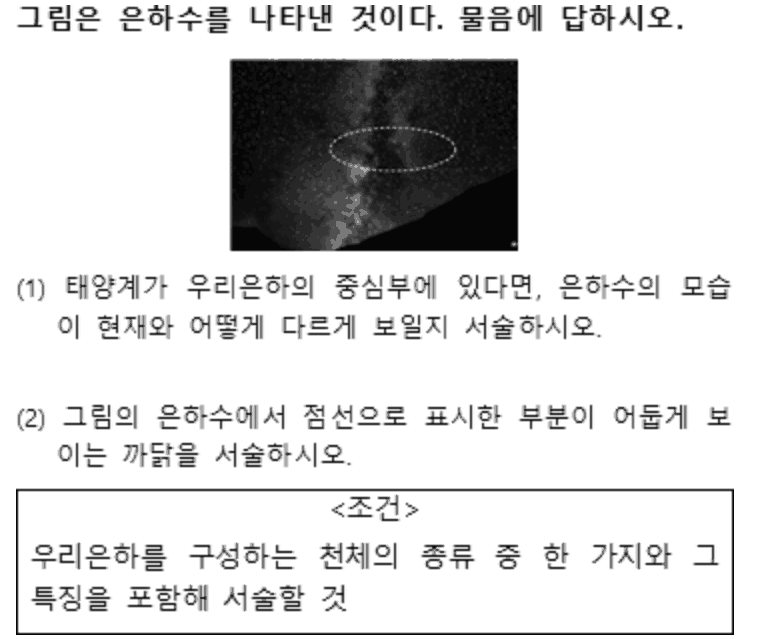 그림은 은하수를 나타낸 것이다. 물음에 답하시오.
(1) 태양계가 우리은하의 중심부에 있다면, 은하수의 모습
이 현재와 어떻게 다르게 보일지 서술하시오.
(2) 그림의 은하수에서 점선으로 표시한 부분이 어둡게 보
이는 까닭을 서술하시오.
<조건>
우리은하를 구성하는 천체의 종류 중 한 가지와 그
특징을 포함해 서술할 것